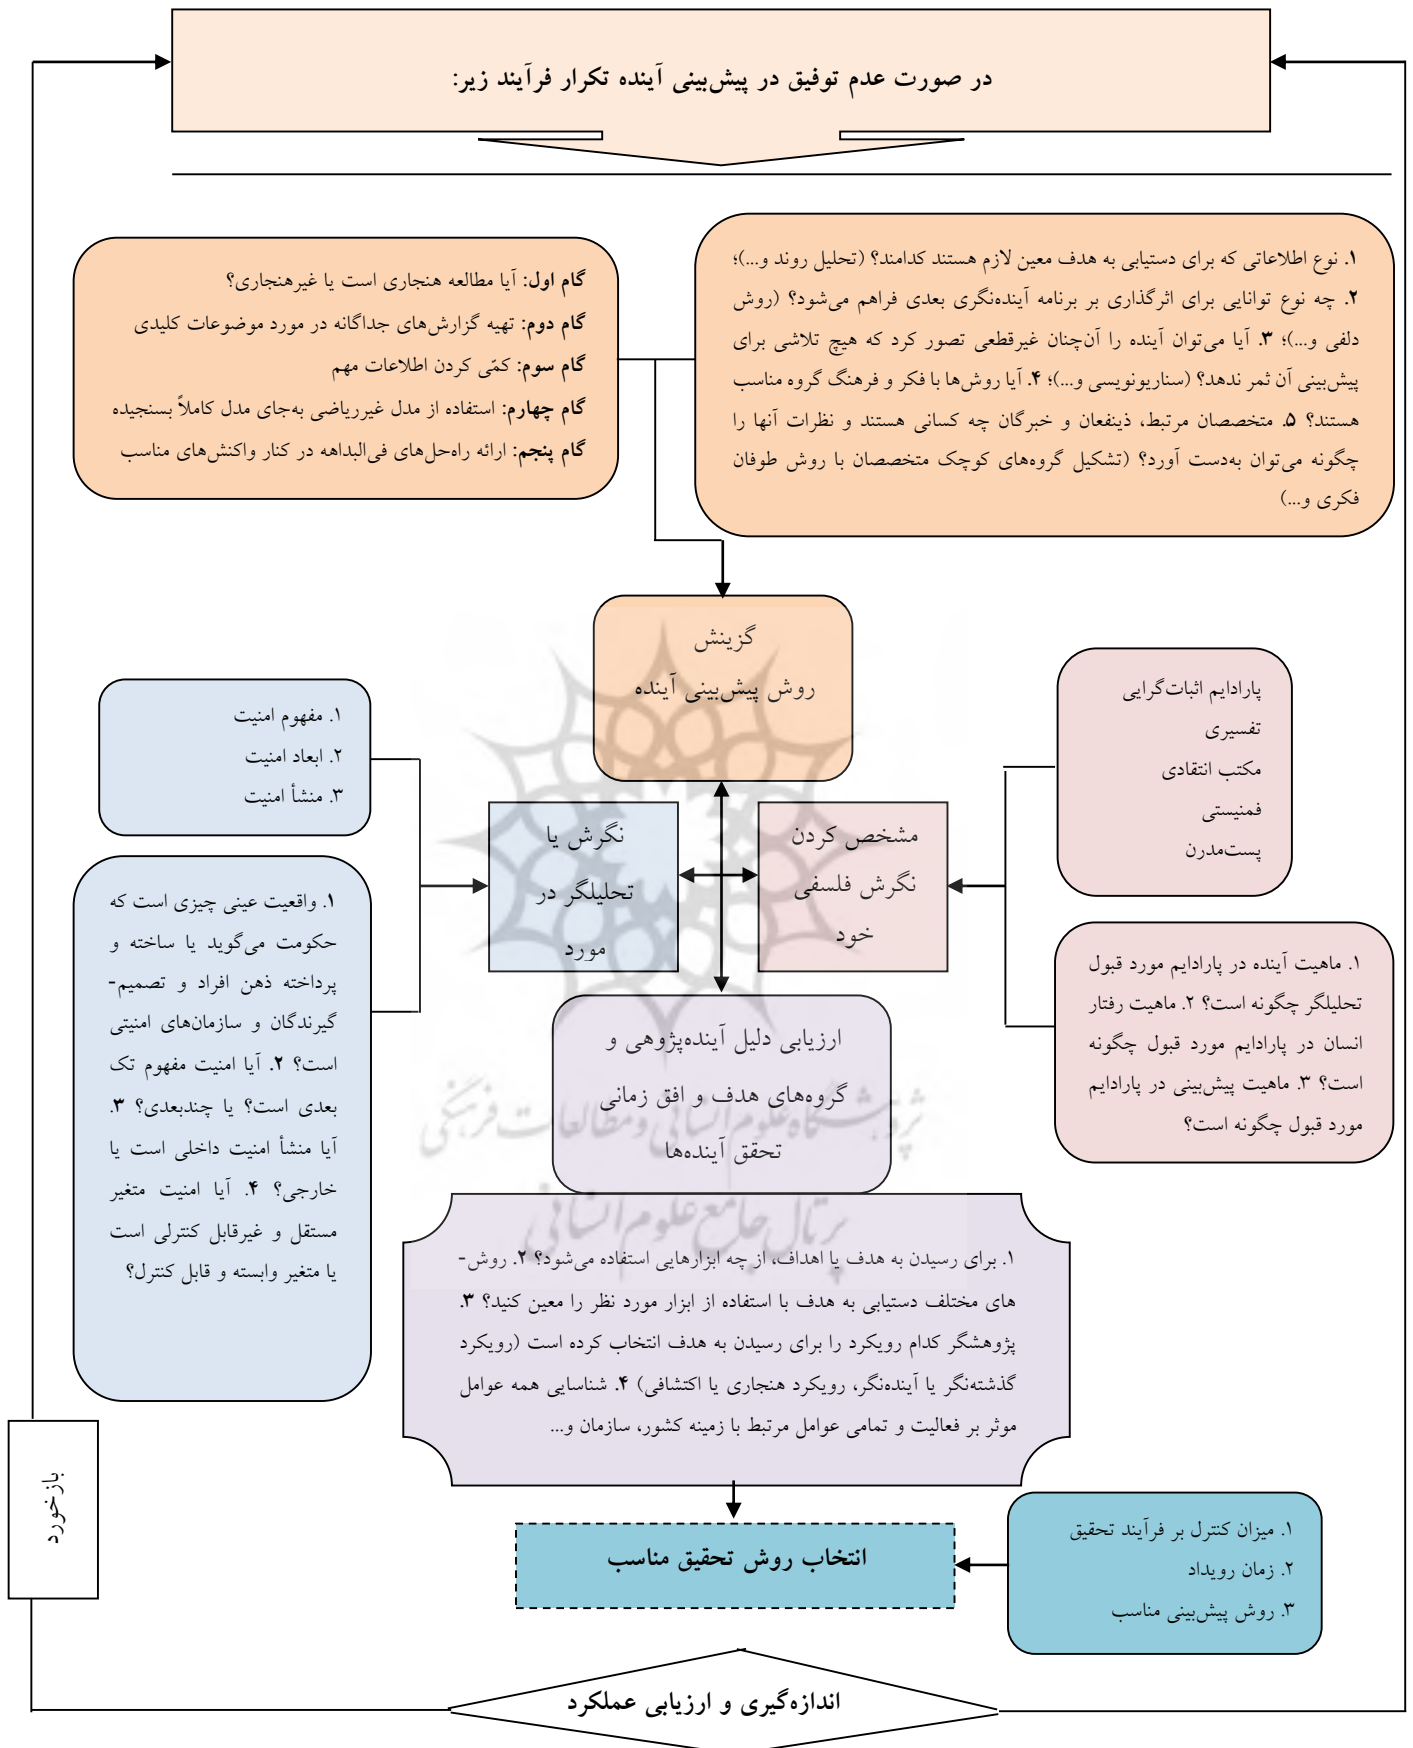 در صورت عدم توفیق در پیش‌بینی آینده تکرار فرآیند زیر:
۱. نوع اطلاعاتی که برای دستیابی به هدف معین لازم هستند کدامند؟ (تحلیل روند و...)؛
۲. چه نوع توانایی برای اثرگذاری بر برنامه آینده‌نگری بعدی فراهم می‌شود؟ (روش
دلفی و...)؛ ۳. آیا می‌توان آینده را آن‌چنان غیرقطعی تصور کرد که هیچ تلاشی برای
پیش‌بینی آن ثمر ندهد؟ (سناریونویسی و...)؛ ۴. آیا روش‌ها با فکر و فرهنگ گروه مناسب
هستند؟ ۵. متخصصان مرتبط، ذینفعان و خبرگان چه کسانی هستند و نظرات آنها را
چگونه می‌توان به‌دست آورد؟ (تشکیل گروه‌های کوچک متخصصان با روش طوفان
فکری و...)
گام اول: آیا مطالعه هنجاری است یا غیرهنجاری؟
گام دوم: تهیه گزارش‌های جداگانه در مورد موضوعات کلیدی
گام سوم: کمّی کردن اطلاعات مهم
گام چهارم: استفاده از مدل غیرریاضی به‌جای مدل کاملاً بسنجیده
گام پنجم: ارائه راه‌حل‌های فی‌البداهه در کنار واکنش‌های مناسب
گزینش
روش پیش‌بینی آینده
پارادایم اثبات‌گرایی
تفسیری
مکتب انتقادی
فمنیستی
پست‌مدرن
۱. مفهوم امنیت
۲. ابعاد امنیت
۳. منشأ امنیت
مشخص کردن
نگرش فلسفی
خود
نگرش یا
تحلیلگر در
مورد
۱. ماهیت آینده در پارادایم مورد قبول
تحلیلگر چگونه است؟ ۲. ماهیت رفتار
انسان در پارادایم مورد قبول چگونه
است؟ ۳. ماهیت پیش‌بینی در پارادایم
مورد قبول چگونه است؟
۱. واقعیت عینی چیزی است که
حکومت می‌گوید یا ساخته و
پرداخته ذهن افراد و تصمیم-
گیرندگان و سازمان‌های امنیتی
است؟ ۲. آیا امنیت مفهوم تک
بعدی است؟ یا چندبعدی؟ ۳.
آیا منشأ امنیت داخلی است یا
خارجی؟ ۴. آیا امنیت متغیر
مستقل و غیرقابل کنترلی است
یا متغیر وابسته و قابل کنترل؟
ارزیابی دلیل آینده‌پژوهی و
گروه‌های هدف و افق زمانی
تحقق آینده‌ها
پژوهشگاه علوم انسانی و مطالعات فرهنگی
پرتال جامع علوم انسانی
۱. برای رسیدن به هدف یا اهداف، از چه ابزارهایی استفاده می‌شود؟ ۲. روش-
های مختلف دستیابی به هدف با استفاده از ابزار مورد نظر را معین کنید؟ ۳.
پژوهشگر کدام رویکرد را برای رسیدن به هدف انتخاب کرده است (رویکرد
گذشته‌نگر یا آینده‌نگر، رویکرد هنجاری یا اکتشافی) ۴. شناسایی همه عوامل
موثر بر فعالیت و تمامی عوامل مرتبط با زمینه کشور، سازمان و...
بازخورد
انتخاب روش تحقیق مناسب
۱. میزان کنترل بر فرآیند تحقیق
۲. زمان رویداد
۳. روش پیش‌بینی مناسب
اندازه‌گیری و ارزیابی عملکرد